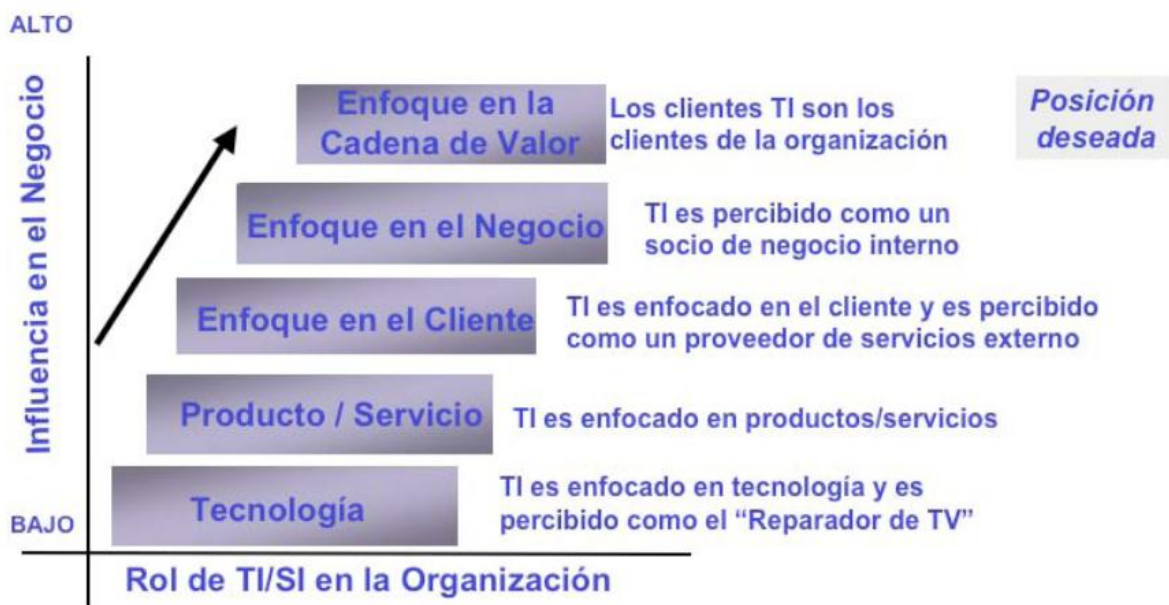 ALTO
Influencia en el Negocio
Enfoque en la
Cadena de Valor
Los clientes TI son los
clientes de la organización
Posición
deseada
Enfoque en el Negocio
TI es percibido como un
socio de negocio interno
Enfoque en el Cliente
TI es enfocado en el cliente y es percibido
como un proveedor de servicios externo
Producto / Servicio
TI es enfocado en productos/servicios
Tecnología
TI es enfocado en tecnología y es
percibido como el “Reparador de TV”
BAJO
Rol de TI/SI en la Organización